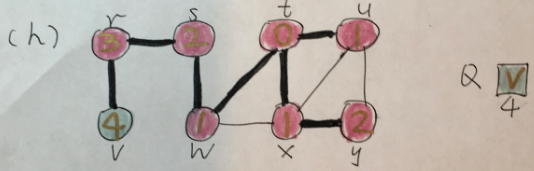 r s t u
(h) 3 2 0 1 Q V
4 1 1 2 4
v w x y